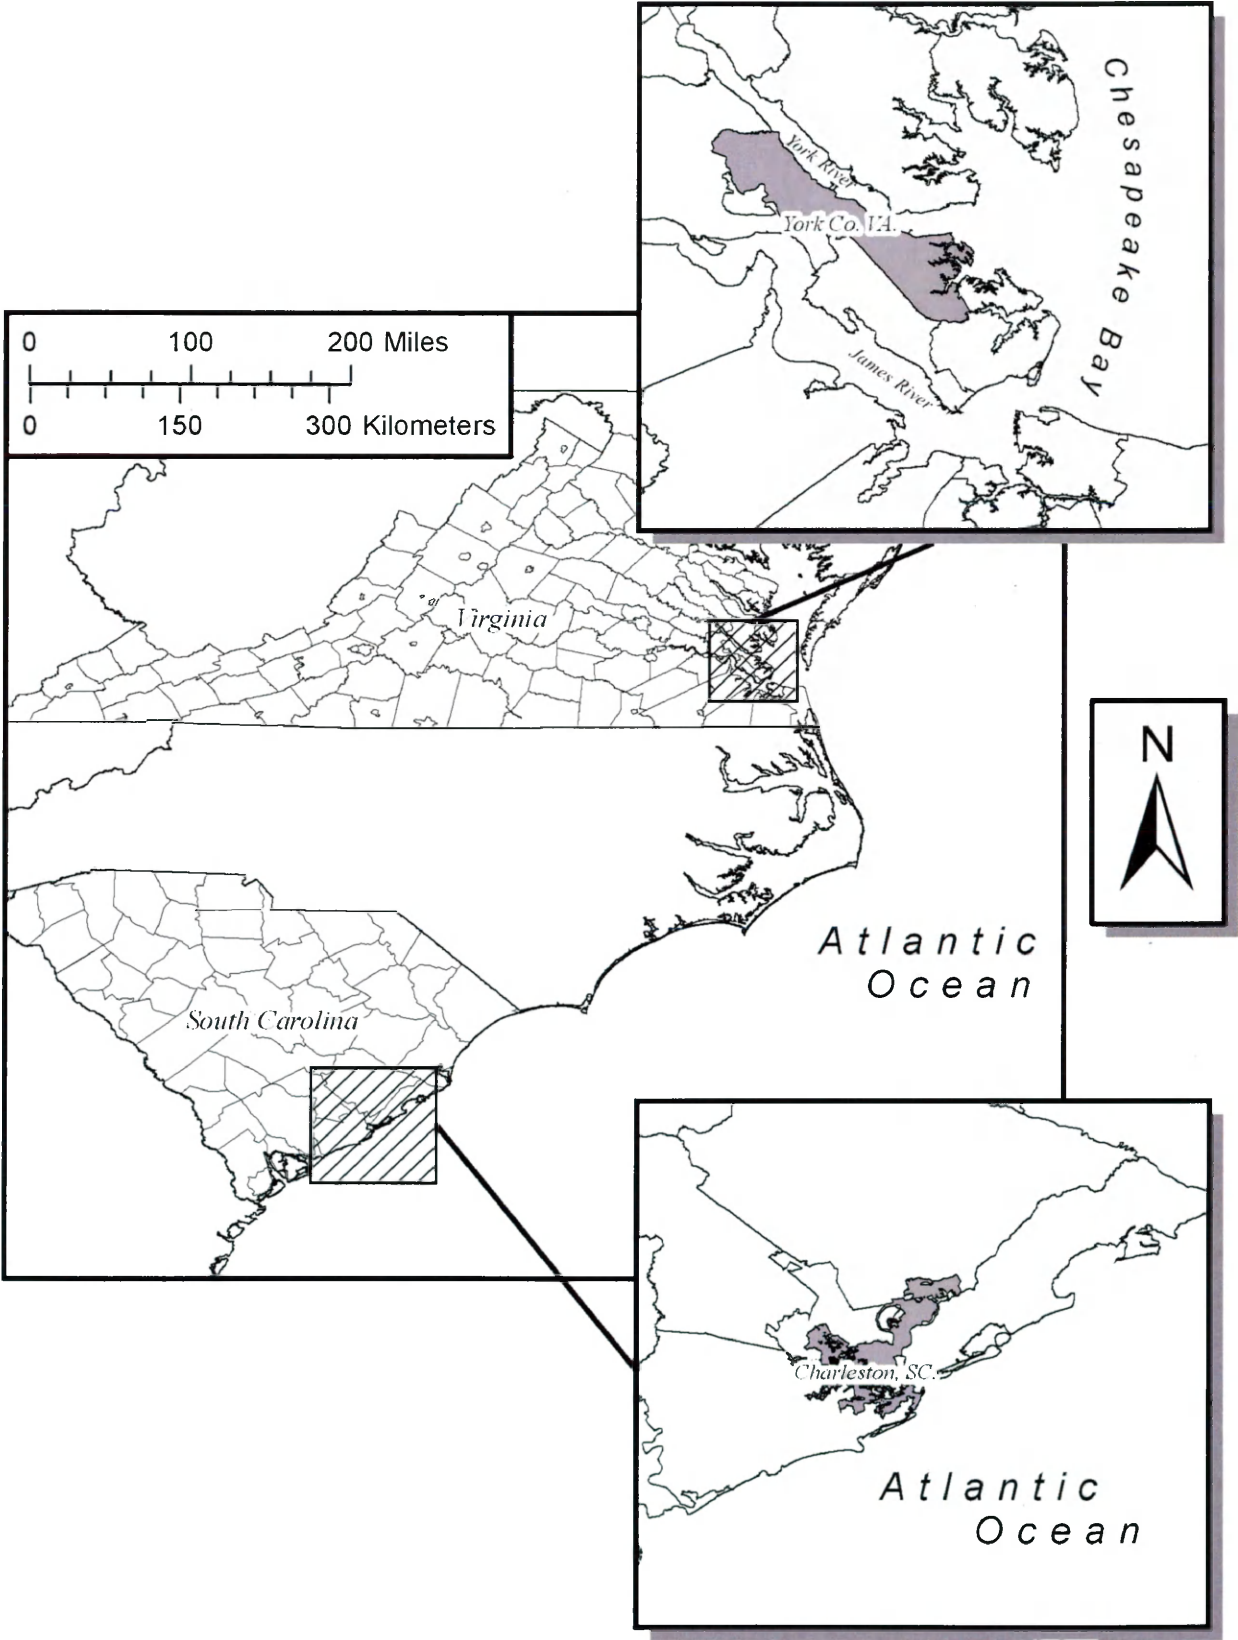 Chesapeake Bay
York River
York Co. VA.
James River
0 100 200 Miles
0 150 300 Kilometers
Virginia
N
Atlantic
Ocean
South Carolina
Charleston, SC.
Atlantic
Ocean